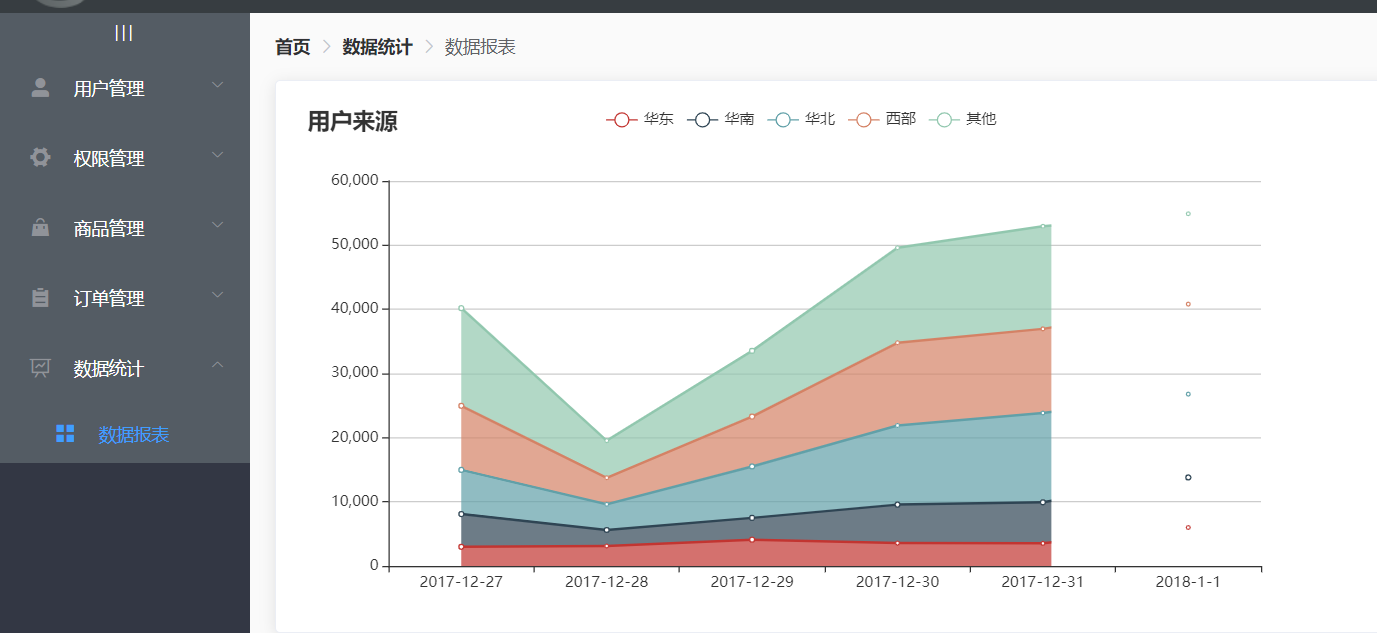 |||
用户管理
权限管理
商品管理
订单管理
数据统计
数据报表
首页 > 数据统计 > 数据报表
用户来源
华东 华南 华北 西部 其他
60,000
50,000
40,000
30,000
20,000
10,000
0
2017-12-27 2017-12-28 2017-12-29 2017-12-30 2017-12-31 2018-1-1